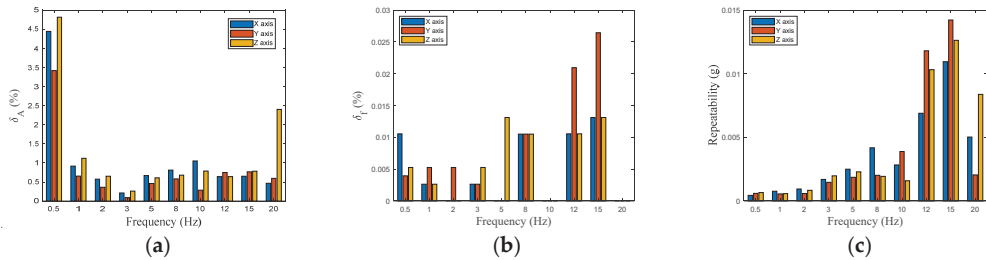 5
4.5
4
3.5
3
2.5
2
1.5
1
0.5
0
δA (%)
X axis
Y axis
Z axis
0.5 1 2 3 5 8 10 12 15 20
Frequency (Hz)
(a)
0.03
0.025
0.02
0.015
0.01
0.005
0
δf (%)
X axis
Y axis
Z axis
0.5 1 2 3 5 8 10 12 15 20
Frequency (Hz)
(b)
0.015
0.01
0.005
0
Repeatability (g)
X axis
Y axis
Z axis
0.5 1 2 3 5 8 10 12 15 20
Frequency (Hz)
(c)